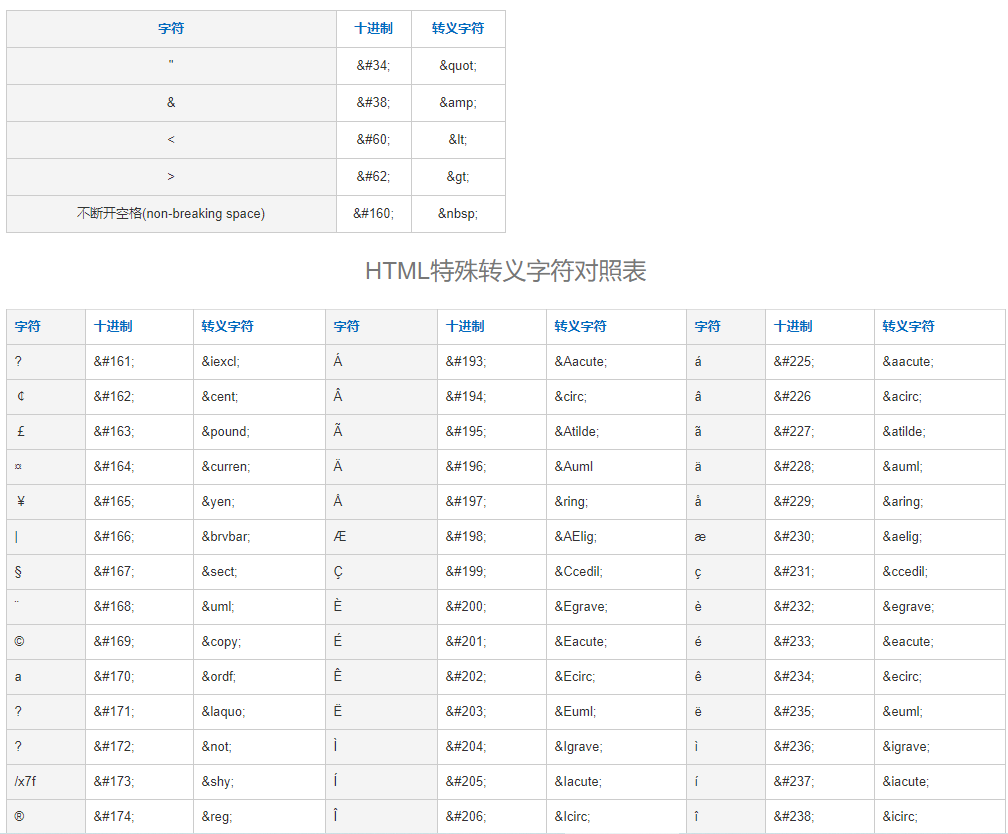 字符 十进制 转义字符
" &#34; &quot;
& &#38; &amp;
< &#60; &lt;
> &#62; &gt;
不断开空格(non-breaking space) &#160; &nbsp;
HTML特殊转义字符对照表
字符 十进制 转义字符 字符 十进制 转义字符 字符 十进制 转义字符
? &#161; &iexcl; Á &#193; &Aacute; á &#225; &aacute;
¢ &#162; &cent; Â &#194; &circ; â &#226 &acirc;
£ &#163; &pound; Ã &#195; &Atilde; ã &#227; &atilde;
¤ &#164; &curren; Ä &#196; &Auml ä &#228; &auml;
¥ &#165; &yen; Å &#197; &ring; å &#229; &aring;
| &#166; &brvbar; Æ &#198; &AElig; æ &#230; &aelig;
§ &#167; &sect; Ç &#199; &Ccedil; ç &#231; &ccedil;
¨ &#168; &uml; È &#200; &Egrave; è &#232; &egrave;
© &#169; &copy; É &#201; &Eacute; é &#233; &eacute;
a &#170; &ordf; Ê &#202; &Ecirc; ê &#234; &ecirc;
? &#171; &laquo; Ë &#203; &Euml; ë &#235; &euml;
? &#172; &not; Ì &#204; &Igrave; ì &#236; &igrave;
/x7f &#173; &shy; Í &#205; &Iacute; í &#237; &iacute;
® &#174; &reg; Î &#206; &Icirc; î &#238; &icirc;